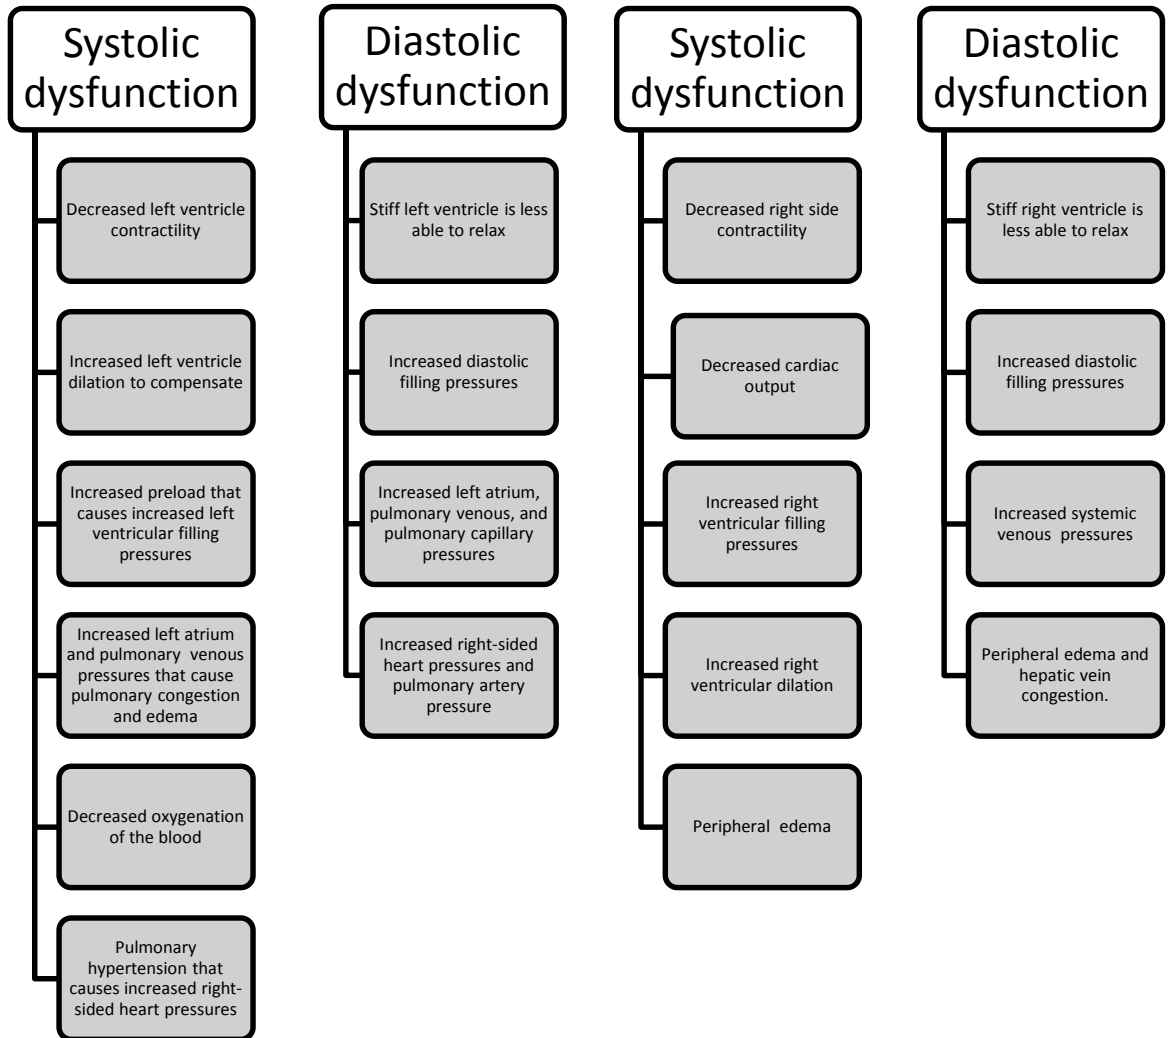 Systolic
dysfunction
Decreased left ventricle
contractility
Increased left ventricle
dilation to compensate
Increased preload that
causes increased left
ventricular filling
pressures
Increased left atrium
and pulmonary venous
pressures that cause
pulmonary congestion
and edema
Decreased oxygenation
of the blood
Pulmonary
hypertension that
causes increased right-
sided heart pressures
Diastolic
dysfunction
Stiff left ventricle is less
able to relax
Increased diastolic
filling pressures
Increased left atrium,
pulmonary venous, and
pulmonary capillary
pressures
Increased right-sided
heart pressures and
pulmonary artery
pressure
Systolic
dysfunction
Decreased right side
contractility
Decreased cardiac
output
Increased right
ventricular filling
pressures
Increased right
ventricular dilation
Peripheral edema
Diastolic
dysfunction
Stiff right ventricle is
less able to relax
Increased diastolic
filling pressures
Increased systemic
venous pressures
Peripheral edema and
hepatic vein
congestion.